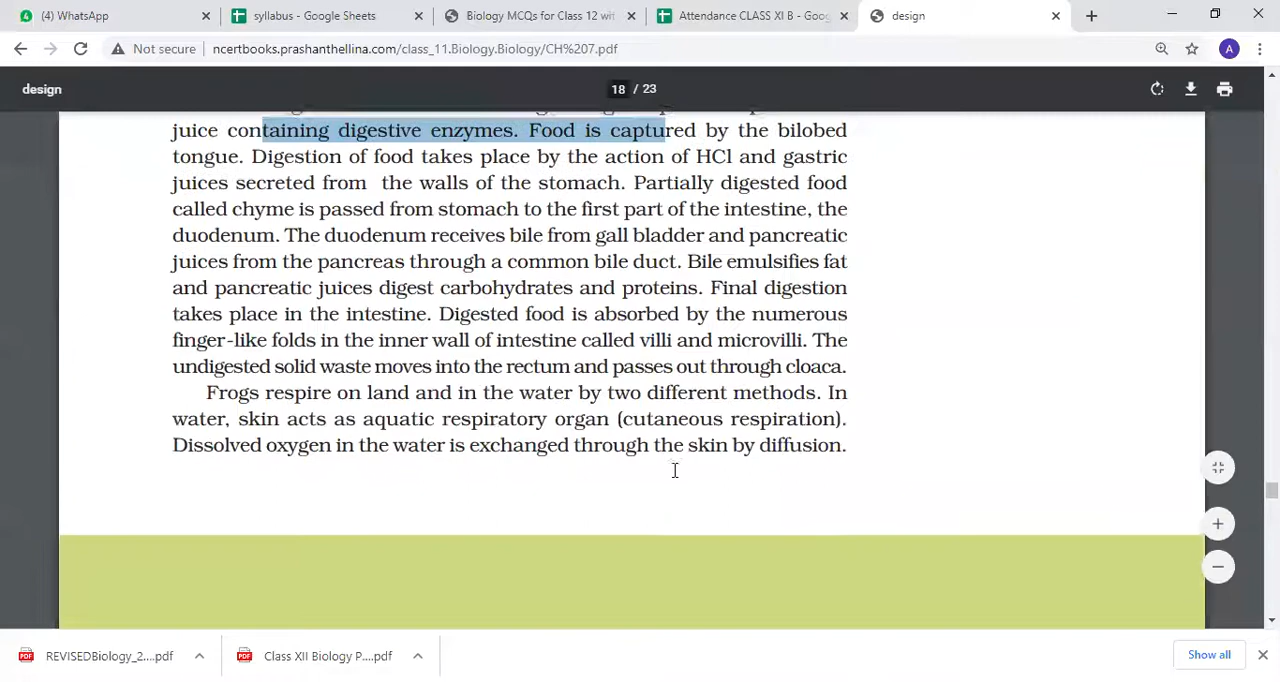 (4) WhatsApp
syllabus - Google Sheets
Biology MCQs for Class 12 wit
Attendance CLASS XI B - Goog
design
Not secure
ncertbooks.prashanthellina.com/class_11.Biology.Biology/CH%207.pdf
A
design
18 / 23
juice containing digestive enzymes. Food is captured by the bilobed
tongue. Digestion of food takes place by the action of HCl and gastric
juices secreted from the walls of the stomach. Partially digested food
called chyme is passed from stomach to the first part of the intestine, the
duodenum. The duodenum receives bile from gall bladder and pancreatic
juices from the pancreas through a common bile duct. Bile emulsifies fat
and pancreatic juices digest carbohydrates and proteins. Final digestion
takes place in the intestine. Digested food is absorbed by the numerous
finger-like folds in the inner wall of intestine called villi and microvilli. The
undigested solid waste moves into the rectum and passes out through cloaca.
Frogs respire on land and in the water by two different methods. In
water, skin acts as aquatic respiratory organ (cutaneous respiration).
Dissolved oxygen in the water is exchanged through the skin by diffusion.
REVISEDBiology_2....pdf
Class XII Biology P....pdf
Show all